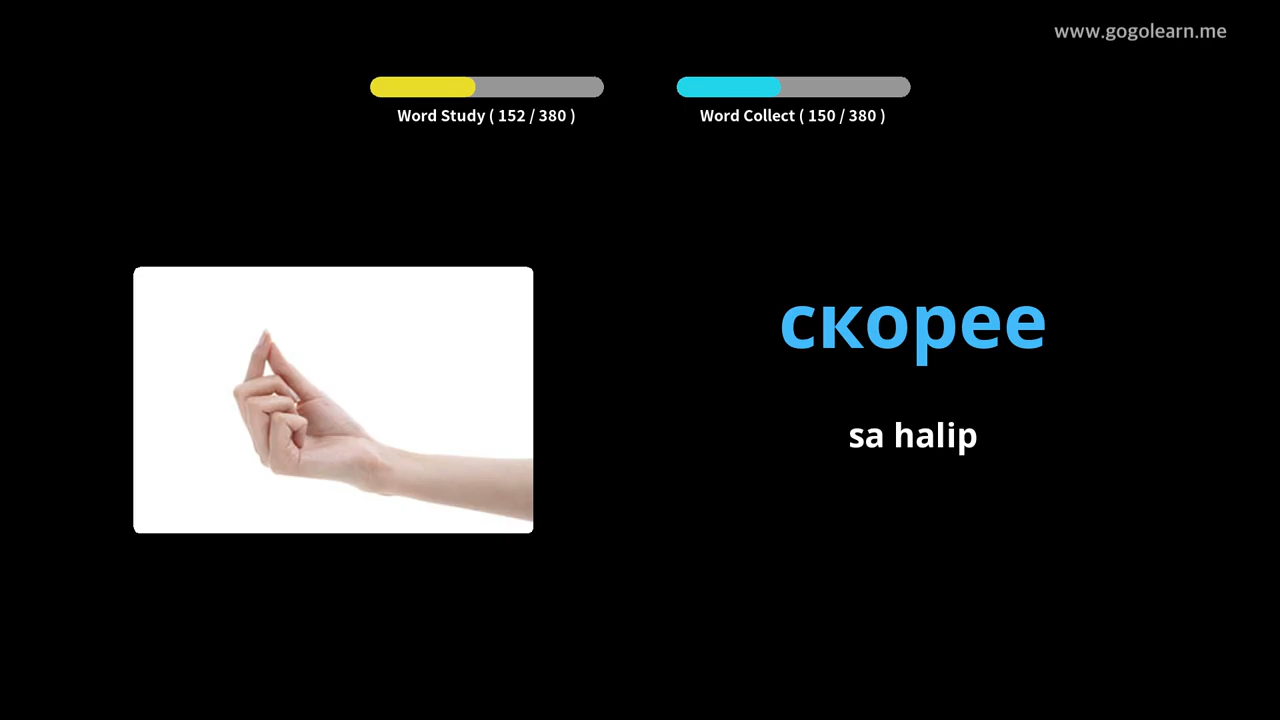 www.gogolearn.me
Word Study ( 152 / 380 )
Word Collect ( 150 / 380 )
скорее
sa halip